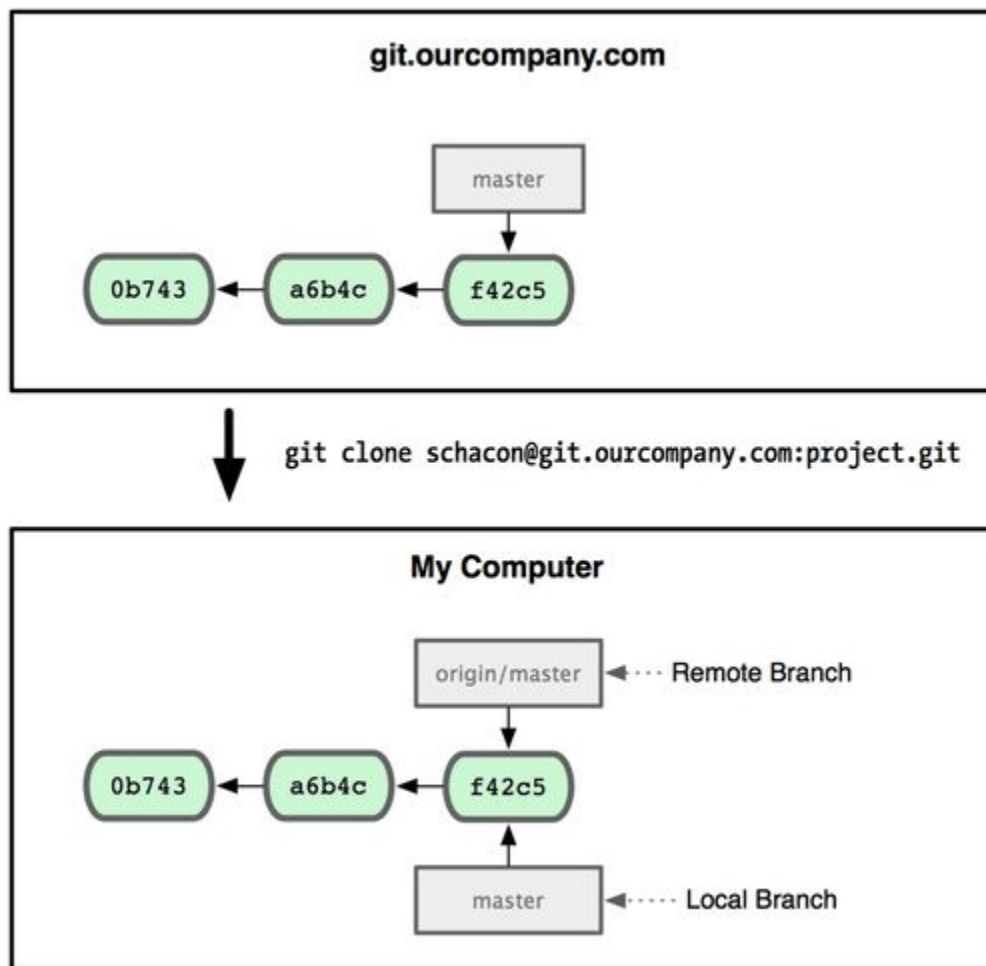 git.ourcompany.com
master
0b743 a6b4c f42c5
git clone schacon@git.ourcompany.com:project.git
My Computer
origin/master Remote Branch
0b743 a6b4c f42c5
master Local Branch